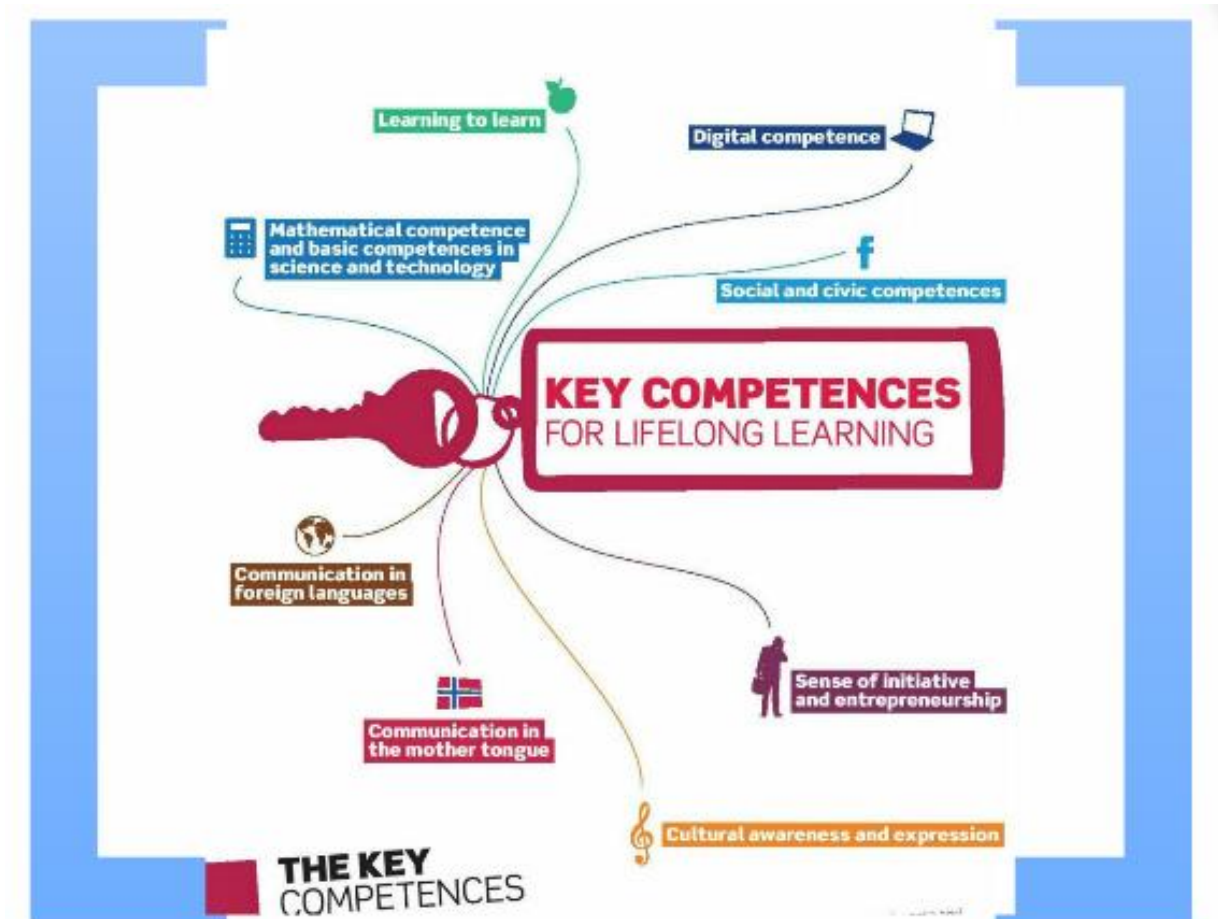 Learning to learn
Digital competence
Mathematical competence
and basic competences in
science and technology
Social and civic competences
KEY COMPETENCES
FOR LIFELONG LEARNING
Communication in
foreign languages
Sense of initiative
and entrepreneurship
Communication in
the mother tongue
Cultural awareness and expression
THE KEY
COMPETENCES